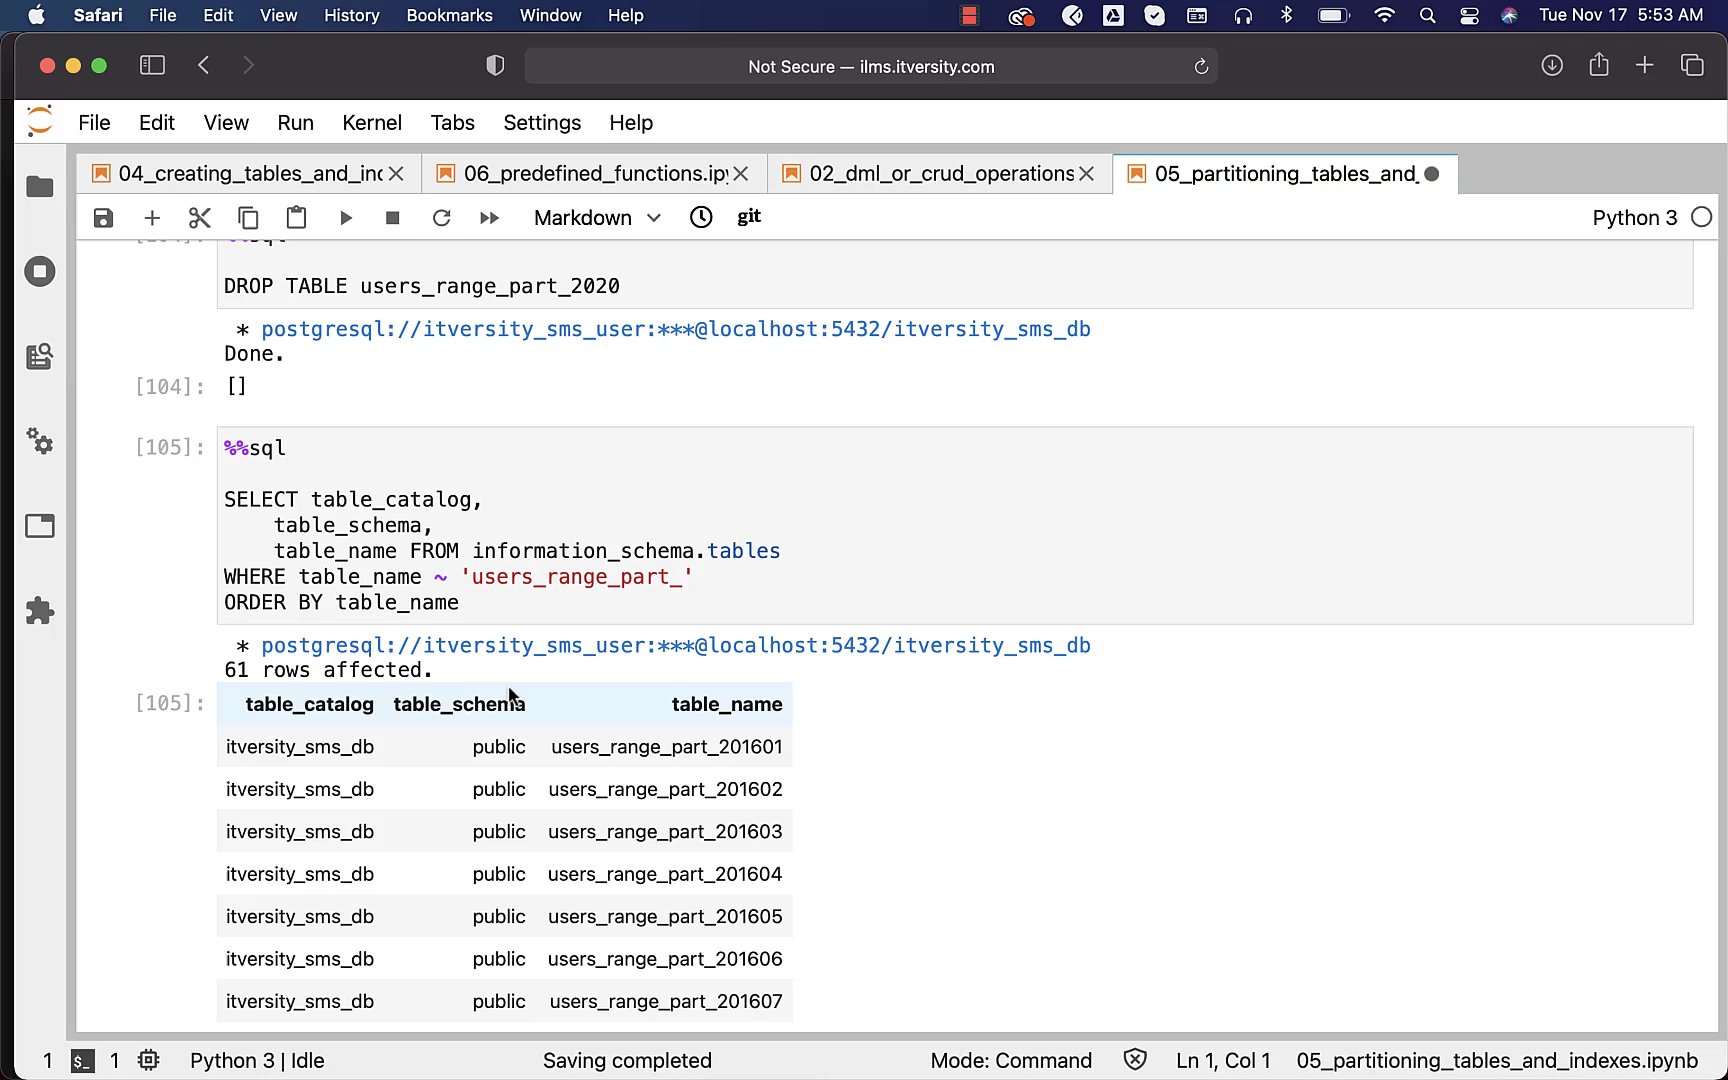 Safari File Edit View History Bookmarks Window Help Tue Nov 17 5:53 AM
Not Secure — ilms.itversity.com
File Edit View Run Kernel Tabs Settings Help
04_creating_tables_and_inc 06_predefined_functions.ipy 02_dml_or_crud_operations 05_partitioning_tables_and_
Markdown git Python 3
DROP TABLE users_range_part_2020
* postgresql://itversity_sms_user:***@localhost:5432/itversity_sms_db
Done.
[104]: []
[105]: %%sql
SELECT table_catalog,
table_schema,
table_name FROM information_schema.tables
WHERE table_name ~ 'users_range_part_'
ORDER BY table_name
* postgresql://itversity_sms_user:***@localhost:5432/itversity_sms_db
61 rows affected.
[105]: table_catalog table_schema table_name
itversity_sms_db public users_range_part_201601
itversity_sms_db public users_range_part_201602
itversity_sms_db public users_range_part_201603
itversity_sms_db public users_range_part_201604
itversity_sms_db public users_range_part_201605
itversity_sms_db public users_range_part_201606
itversity_sms_db public users_range_part_201607
1 $_ 1 Python 3 | Idle Saving completed Mode: Command Ln 1, Col 1 05_partitioning_tables_and_indexes.ipynb